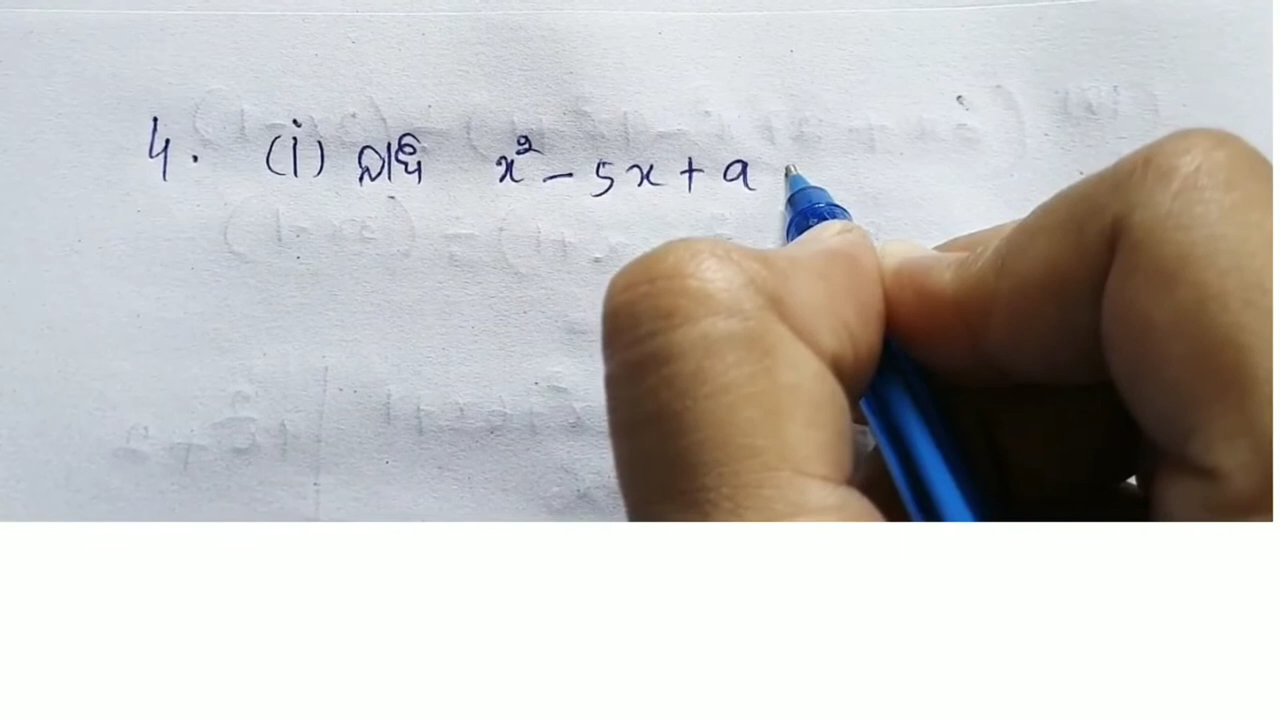 4. (i) ଯଦି x² - 5x + a